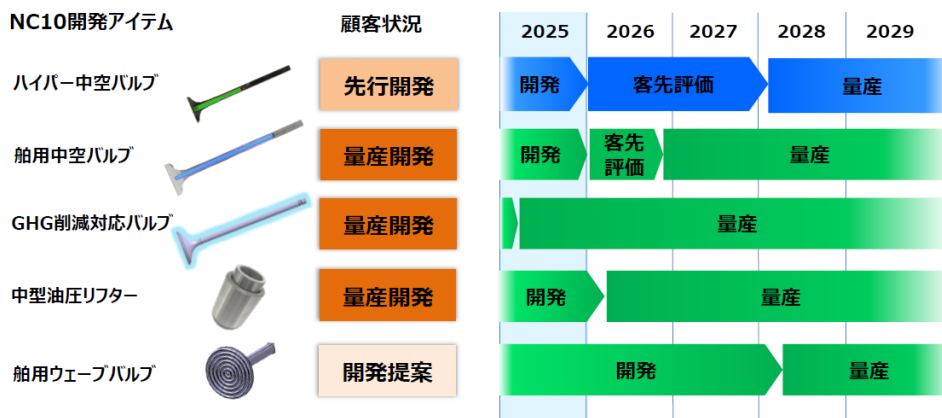 NC10開発アイテム
顧客状況
2025
2026
2027
2028
2029
ハイパー中空バルブ
先行開発
開発
客先評価
量産
舶用中空バルブ
量産開発
開発
客先
評価
量産
GHG削減対応バルブ
量産開発
量産
中型油圧リフター
量産開発
開発
量産
舶用ウェーブバルブ
開発提案
開発
量産